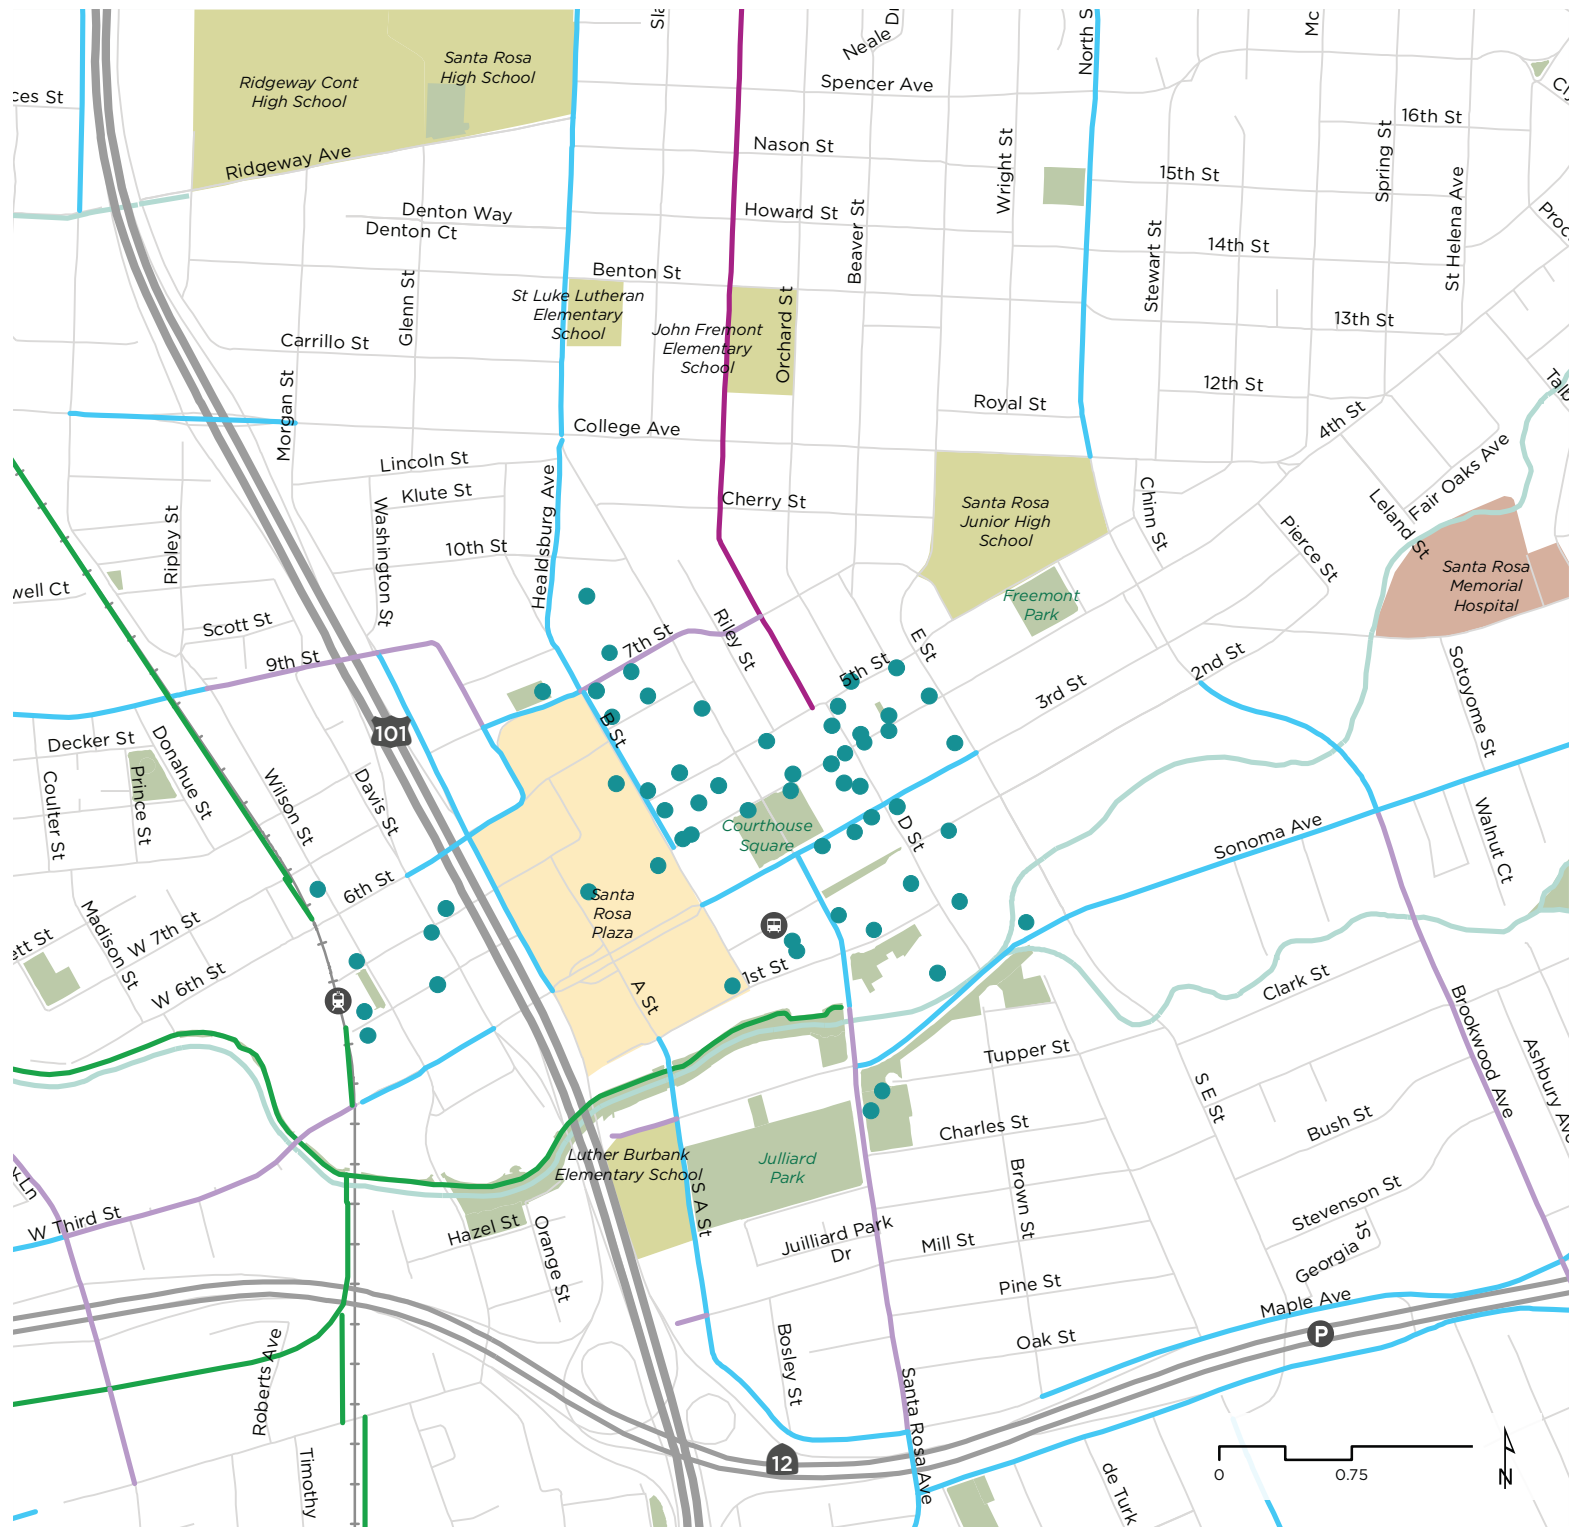 Neale Dr
North S
Mc
Santa Rosa
High School
Ridgeway Cont
High School
Spencer Ave
ces St
16th St
Ridgeway Ave
Nason St
Wright St
Spring St
15th St
St Helena Ave
Denton Way
Denton Ct
Howard St
Beaver St
Stewart St
14th St
Proc
Benton St
Glenn St
St Luke Lutheran
Elementary
School
John Fremont
Elementary
School
Orchard St
13th St
Carrillo St
Morgan St
12th St
Talb
Royal St
4th St
College Ave
Lincoln St
Klute St
Healdsburg Ave
Cherry St
Santa Rosa
Junior High
School
Chinn St
Leland St
Fair Oaks Ave
Ripley St
Washington St
10th St
Pierce St
Santa Rosa
Memorial
Hospital
well Ct
Freemont
Park
Scott St
7th St
Riley St
E St
9th St
5th St
2nd St
Sotoyome St
3rd St
B St
101
Decker St
Donahue St
Prince St
Coulter St
Wilson St
Davis St
Courthouse
Square
D St
Sonoma Ave
Walnut Ct
6th St
Santa
Rosa
Plaza
Madison St
W 7th St
ett St
W 6th St
1st St
A St
Clark St
Brookwood Ave
Tupper St
Ashbury Ave
S E St
Charles St
Bush St
Luther Burbank
Elementary School
Julliard
Park
Brown St
Stevenson St
S A St
W Third St
Hazel St
Orange St
Juilliard Park
Dr
Mill St
Georgia St
Pine St
Maple Ave
P
Oak St
Roberts Ave
Bosley St
Santa Rosa Ave
12
Timothy
de Turk
0
0.75
N